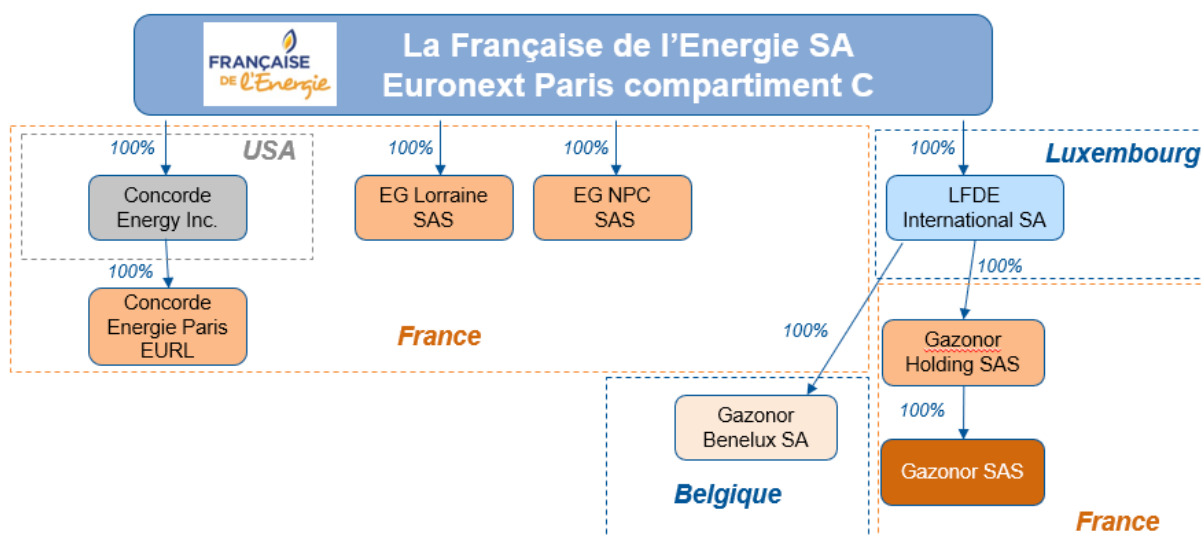 FRANÇAISE
DE l'Energie
La Française de l'Energie SA
Euronext Paris compartiment C
100%
USA
100%
100%
100%
Luxembourg
Concorde
Energy Inc.
EG Lorraine
SAS
EG NPC
SAS
LFDE
International SA
100%
100%
Concorde
Energie Paris
EURL
France
100%
Gazonor
Holding SAS
Gazonor
Benelux SA
100%
Gazonor SAS
Belgique
France